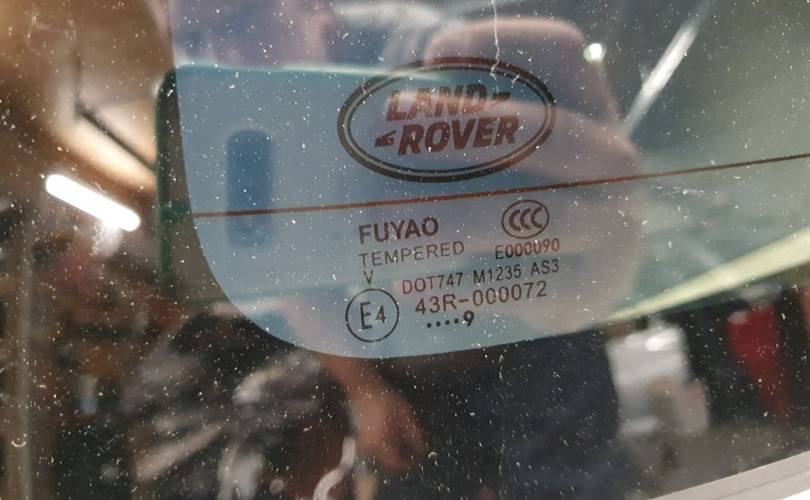 LAND
ROVER
FUYAO
TEMPERED E000090
V DOT747 M1235 AS3
E4 43R-000072
••••9